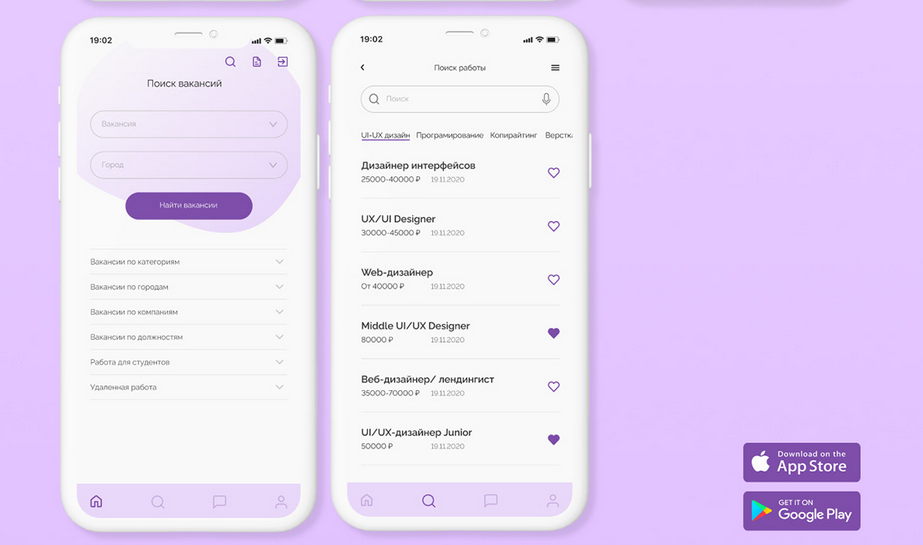 19:02
Поиск вакансий
Вакансия
Город
Найти вакансии
Вакансии по категориям
Вакансии по городам
Вакансии по компаниям
Вакансии по должностям
Работа для студентов
Удаленная работа
19:02
Поиск работы
Поиск
UI-UX дизайн Програмирование Копирайтинг Верстка
Дизайнер интерфейсов
25000-40000 ₽ 19.11.2020
UX/UI Designer
30000-45000 ₽ 19.11.2020
Web-дизайнер
От 40000 ₽ 19.11.2020
Middle UI/UX Designer
80000 ₽ 19.11.2020
Веб-дизайнер/ лендингист
35000-70000 ₽ 19.11.2020
UI/UX-дизайнер Junior
50000 ₽ 19.11.2020
Download on the
App Store
GET IT ON
Google Play